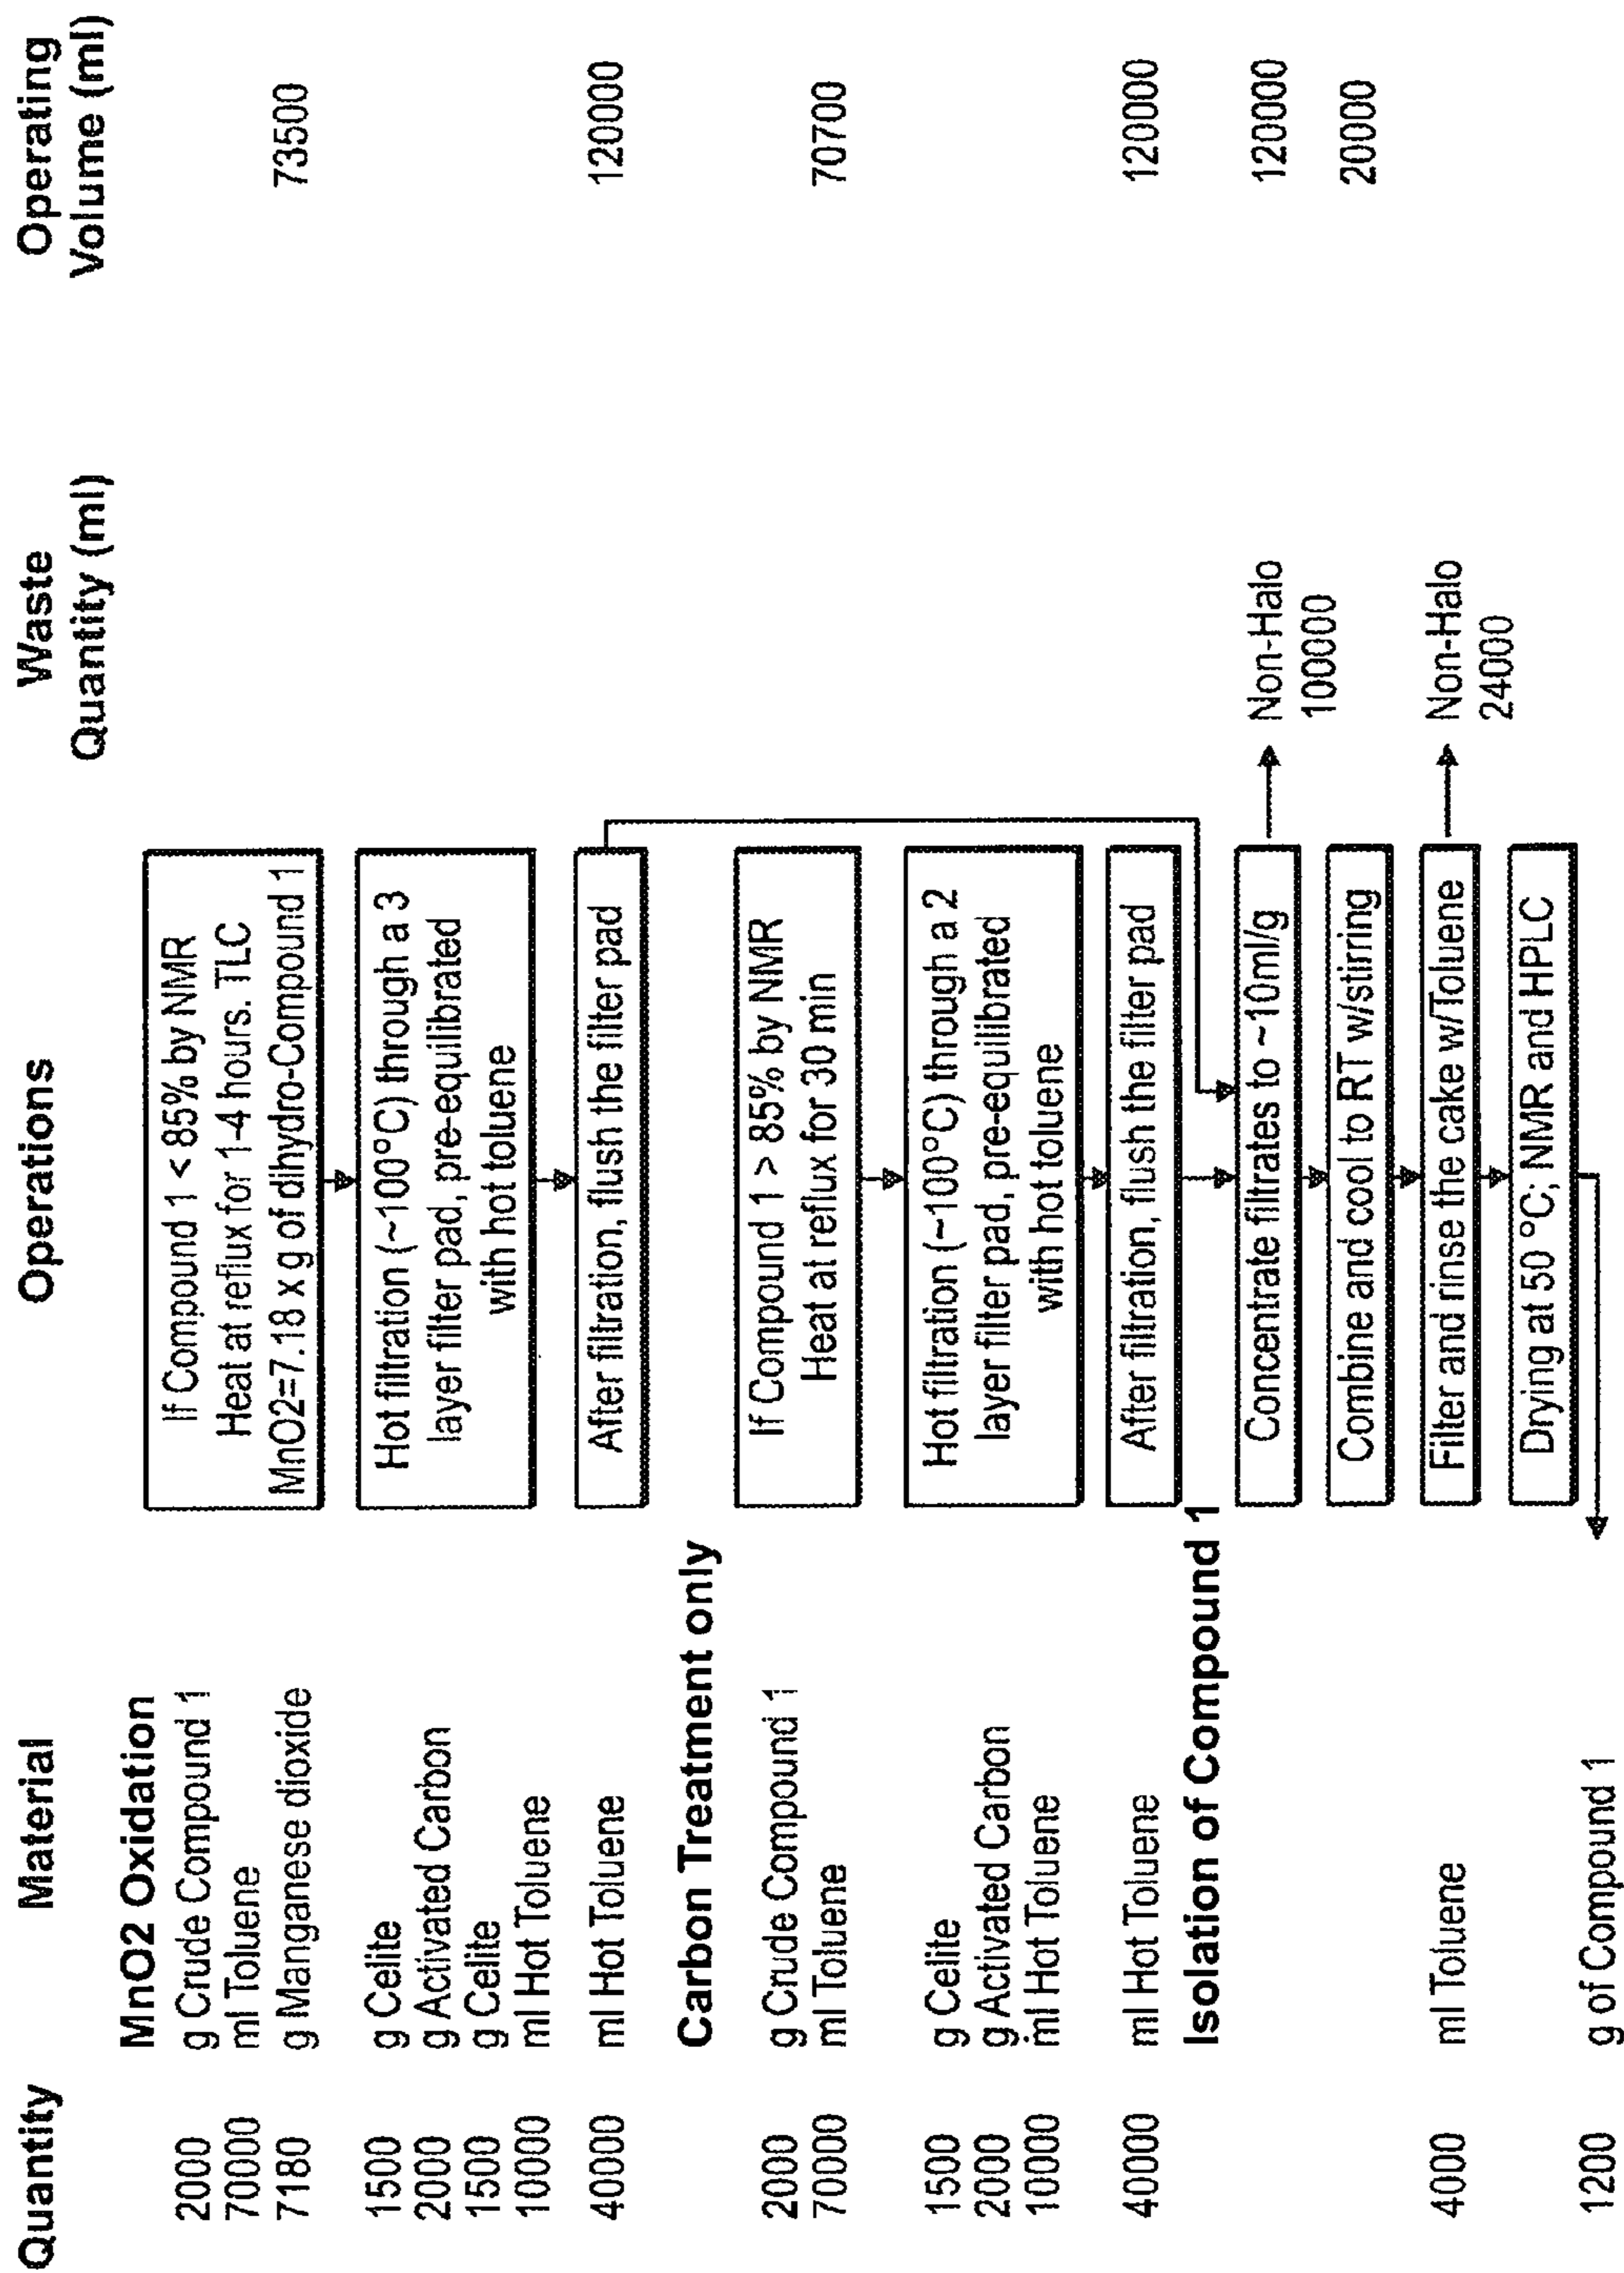 Quantity
Material
Operations
Waste
Quantity (ml)
Operating
Volume (ml)
MnO2 Oxidation
2000 g Crude Compound 1
70000 ml Toluene
7180 g Manganese dioxide
If Compound 1 < 85% by NMR
Heat at reflux for 1-4 hours. TLC
MnO2=7.18 x g of dihydro-Compound 1
73500
1500 g Celite
2000 g Activated Carbon
1500 g Celite
10000 ml Hot Toluene
Hot filtration (~100°C) through a 3
layer filter pad, pre-equilibrated
with hot toluene
40000 ml Hot Toluene
After filtration, flush the filter pad
120000
Carbon Treatment only
2000 g Crude Compound 1
70000 ml Toluene
If Compound 1 > 85% by NMR
Heat at reflux for 30 min
70700
1500 g Celite
2000 g Activated Carbon
10000 ml Hot Toluene
Hot filtration (~100°C) through a 2
layer filter pad, pre-equilibrated
with hot toluene
40000 ml Hot Toluene
After filtration, flush the filter pad
120000
Isolation of Compound 1
Concentrate filtrates to ~10ml/g
Non-Halo
100000
120000
Combine and cool to RT w/stirring
20000
4000 ml Toluene
Filter and rinse the cake w/Toluene
Non-Halo
24000
Drying at 50 °C; NMR and HPLC
1200 g of Compound 1